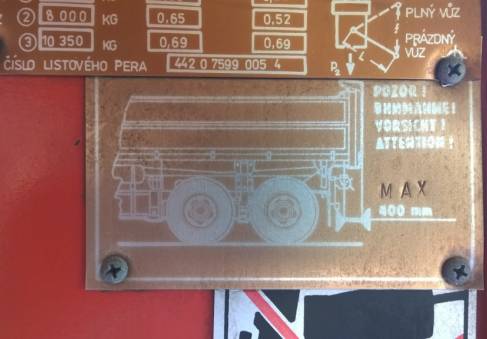 ② 8 000 KG 0.65 0.52
③ 10 350 KG 0,69 0,69
ČÍSLO LISTOVÉHO PERA 442 0 7599 005 4
PLNÝ VŮZ
PRÁZDNÝ
VŮZ
P₂
POZOR !
ВНИМАНИЕ !
VORSICHT !
ATTENTION !
MAX
400 mm